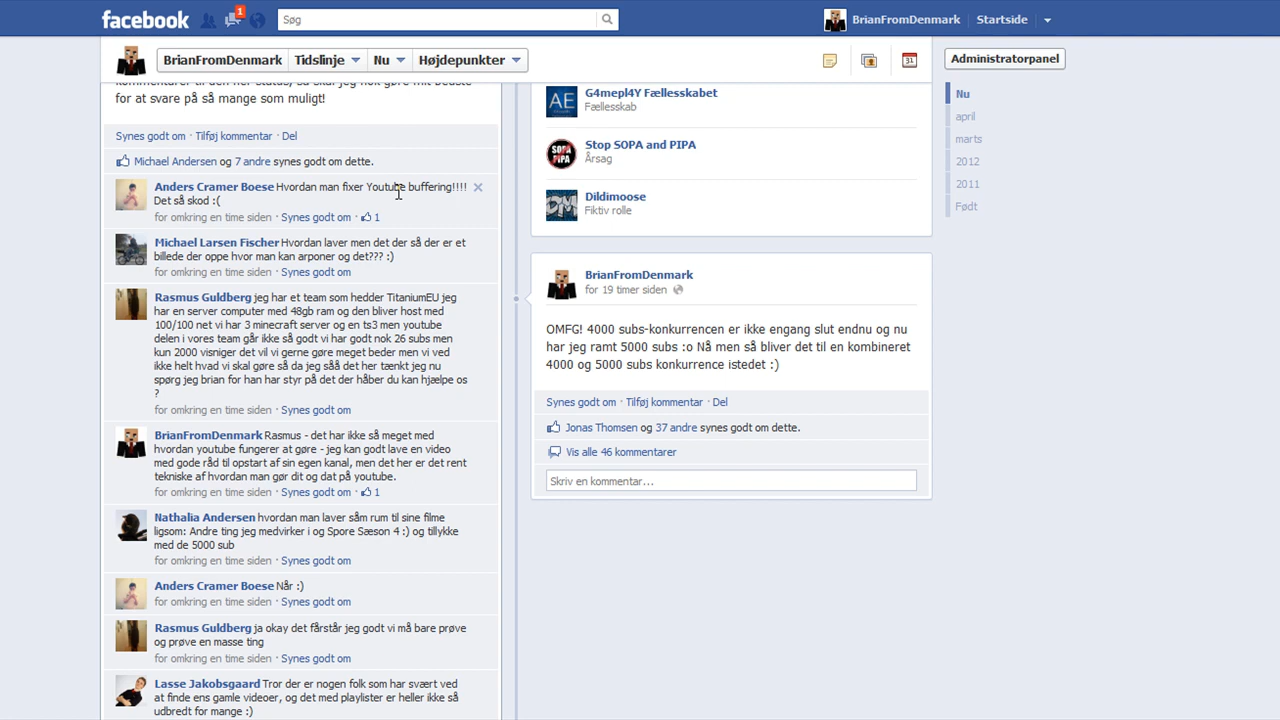 facebook
1
Søg
BrianFromDenmark
Startside
BrianFromDenmark
Tidslinje
Nu
Højdepunkter
31
Administratorpanel
for at svare på så mange som muligt!
Synes godt om · Tilføj kommentar · Del
Michael Andersen og 7 andre synes godt om dette.
Anders Cramer Boese Hvordan man fixer Youtube buffering!!!!
Det så skod :(
for omkring en time siden · Synes godt om · 1
Michael Larsen Fischer Hvordan laver men det der så der er et
billede der oppe hvor man kan arponer og det??? :)
for omkring en time siden · Synes godt om
Rasmus Guldberg jeg har et team som hedder TitaniumEU jeg
har en server computer med 48gb ram og den bliver host med
100/100 net vi har 3 minecraft server og en ts3 men youtube
delen i vores team går ikke så godt vi har godt nok 26 subs men
kun 2000 visniger det vil vi gerne gøre meget beder men vi ved
ikke helt hvad vi skal gøre så da jeg såå det her tænkt jeg nu
spørg jeg brian for han har styr på det der håber du kan hjælpe os
?
for omkring en time siden · Synes godt om
BrianFromDenmark Rasmus - det har ikke så meget med
hvordan youtube fungerer at gøre - jeg kan godt lave en video
med gode råd til opstart af sin egen kanal, men det her er det rent
tekniske af hvordan man gør dit og dat på youtube.
for omkring en time siden · Synes godt om · 1
Nathalia Andersen hvordan man laver såm rum til sine filme
ligsom: Andre ting jeg medvirker i og Spore Sæson 4 :) og tillykke
med de 5000 sub
for omkring en time siden · Synes godt om
Anders Cramer Boese Når :)
for omkring en time siden · Synes godt om
Rasmus Guldberg ja okay det fårstår jeg godt vi må bare prøve
og prøve en masse ting
for omkring en time siden · Synes godt om
Lasse Jakobsgaard Tror der er nogen folk som har svært ved
at finde ens gamle videoer, og det med playlister er heller ikke så
udbredt for mange :)
AE
G4mepl4Y Fællesskabet
Fællesskab
STOP SOPA AND PIPA
Stop SOPA and PIPA
Årsag
DM
Dildimoose
Fiktiv rolle
BrianFromDenmark
for 19 timer siden
OMFG! 4000 subs-konkurrencen er ikke engang slut endnu og nu
har jeg ramt 5000 subs :o Nå men så bliver det til en kombineret
4000 og 5000 subs konkurrence istedet :)
Synes godt om · Tilføj kommentar · Del
Jonas Thomsen og 37 andre synes godt om dette.
Vis alle 46 kommentarer
Skriv en kommentar...
Nu
april
marts
2012
2011
Født